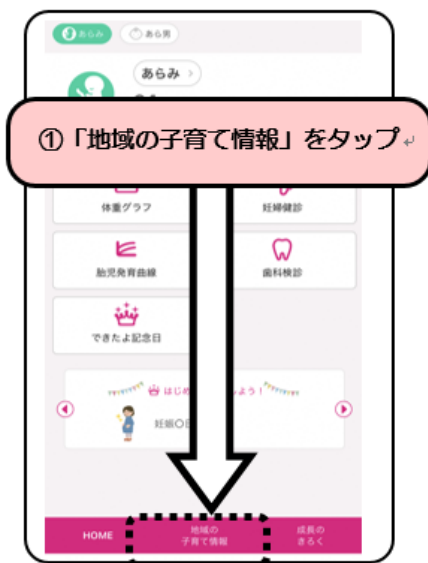 あらみ
あら男
あらみ
①「地域の子育て情報」をタップ
体重グラフ
妊婦健診
胎児発育曲線
歯科検診
できたよ記念日
はじめ
よう!
妊娠〇日
HOME
地域の
子育て情報
成長の
きろく